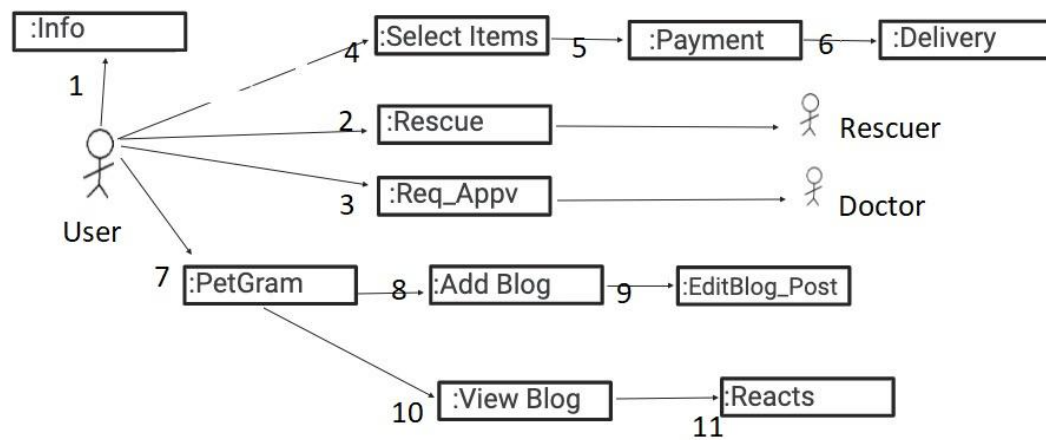 :Info
1
4
:Select Items
5
:Payment
6
:Delivery
2
:Rescue
Rescuer
3
:Req_Appv
Doctor
User
7
:PetGram
8
:Add Blog
9
:EditBlog_Post
10
:View Blog
11
:Reacts